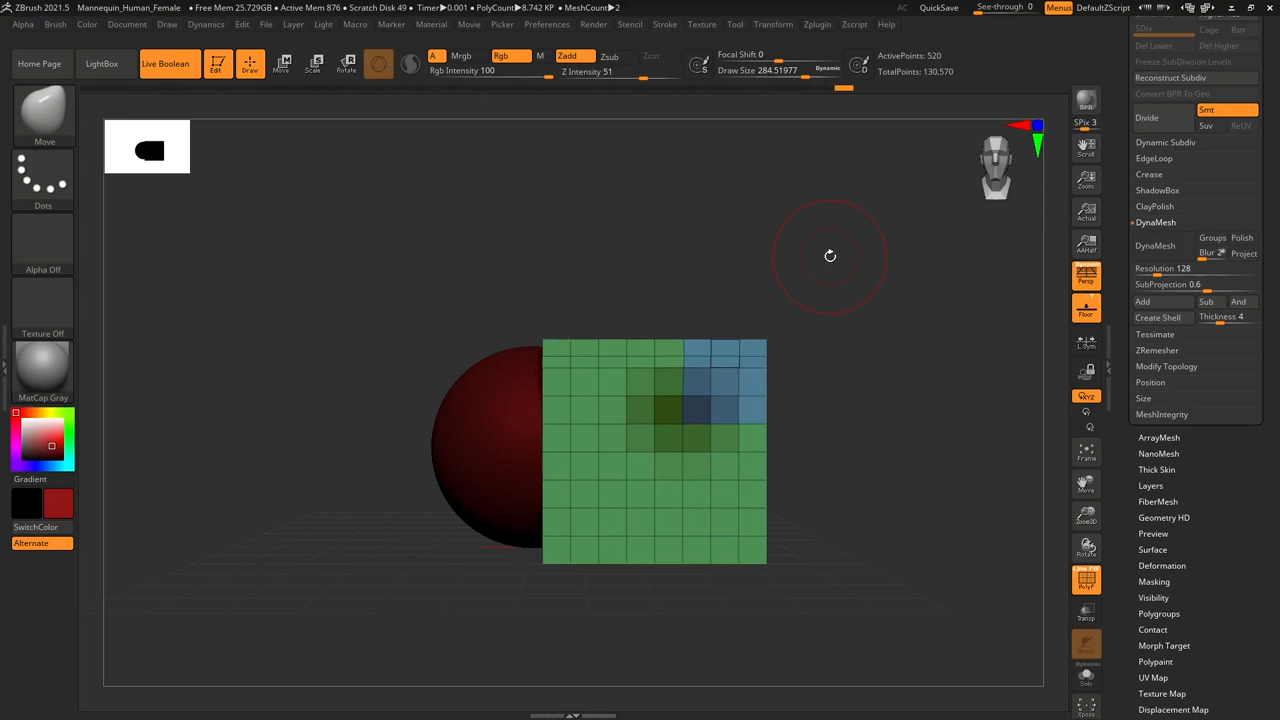 ZBrush 2021.5 Mannequin_Human_Female • Free Mem 25.729GB • Active Mem 876 • Scratch Disk 49 • Timer▶0.001 • PolyCount▶8.742 KP • MeshCount▶2 AC QuickSave See-through 0 Menus DefaultZScript
Alpha Brush Color Document Draw Dynamics Edit File Layer Light Macro Marker Material Movie Picker Preferences Render Stencil Stroke Texture Tool Transform Zplugin Zscript Help
Home Page LightBox Live Boolean Edit Draw Move Scale Rotate
A Mrgb Rgb M Zadd Zsub Zcut
Rgb Intensity 100 Z Intensity 51
Focal Shift 0
Draw Size 284.51977 Dynamic
S D
ActivePoints: 520
TotalPoints: 130,570
Move
Dots
Alpha Off
Texture Off
MatCap Gray
Gradient
SwitchColor
Alternate
BPR
SPix 3
Scroll
Zoom
Actual
AAHalf
Dynamic
Persp
Floor
L.Sym
XYZ
Frame
Move
Zoom3D
Rotate
Line Fill
PolyF
Transp
Dynamic
Solo
Xpose
SDiv Cage Rstr
Del Lower Del Higher
Freeze SubDivision Levels
Reconstruct Subdiv
Convert BPR To Geo
Divide Smt
Suv ReUV
Dynamic Subdiv
EdgeLoop
Crease
ShadowBox
ClayPolish
DynaMesh
DynaMesh Groups Polish
Blur 2 Project
Resolution 128
SubProjection 0.6
Add Sub And
Create Shell Thickness 4
Tessimate
ZRemesher
Modify Topology
Position
Size
MeshIntegrity
ArrayMesh
NanoMesh
Thick Skin
Layers
FiberMesh
Geometry HD
Preview
Surface
Deformation
Masking
Visibility
Polygroups
Contact
Morph Target
Polypaint
UV Map
Texture Map
Displacement Map